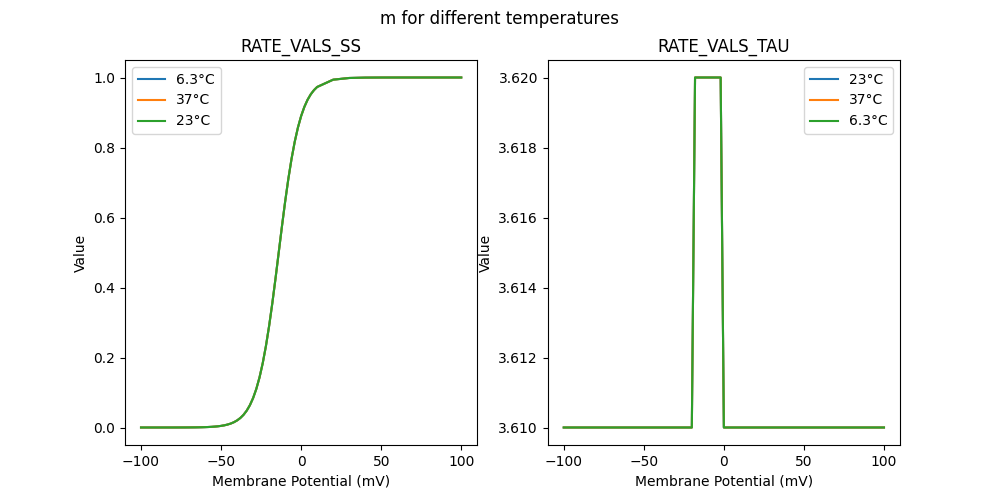 m for different temperatures
RATE_VALS_SS
1.0
0.8
0.6
0.4
0.2
0.0
Value
6.3°C
37°C
23°C
−100
−50
0
50
100
Membrane Potential (mV)
RATE_VALS_TAU
3.620
3.618
3.616
3.614
3.612
3.610
Value
23°C
37°C
6.3°C
−100
−50
0
50
100
Membrane Potential (mV)